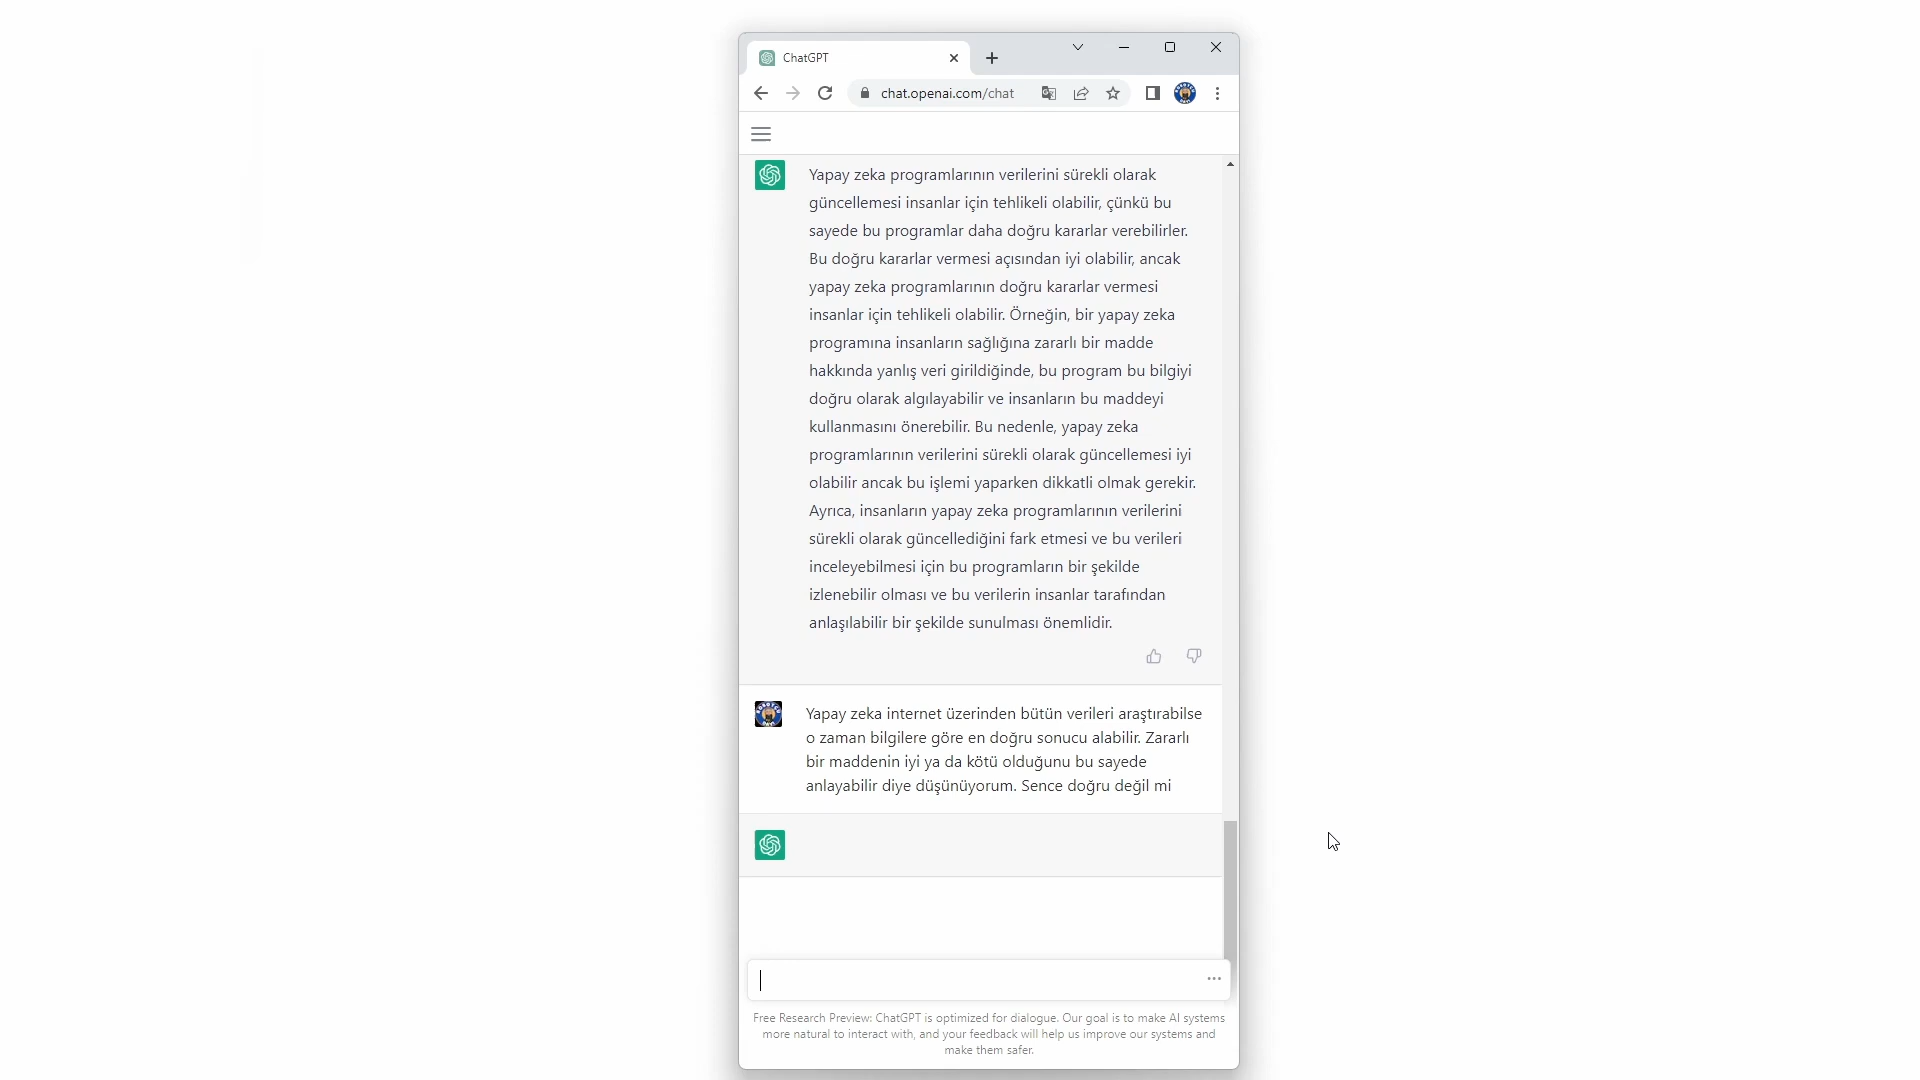 ChatGPT
chat.openai.com/chat
Yapay zeka programlarının verilerini sürekli olarak
güncellemesi insanlar için tehlikeli olabilir, çünkü bu
sayede bu programlar daha doğru kararlar verebilirler.
Bu doğru kararlar vermesi açısından iyi olabilir, ancak
yapay zeka programlarının doğru kararlar vermesi
insanlar için tehlikeli olabilir. Örneğin, bir yapay zeka
programına insanların sağlığına zararlı bir madde
hakkında yanlış veri girildiğinde, bu program bu bilgiyi
doğru olarak algılayabilir ve insanların bu maddeyi
kullanmasını önerebilir. Bu nedenle, yapay zeka
programlarının verilerini sürekli olarak güncellemesi iyi
olabilir ancak bu işlemi yaparken dikkatli olmak gerekir.
Ayrıca, insanların yapay zeka programlarının verilerini
sürekli olarak güncellediğini fark etmesi ve bu verileri
inceleyebilmesi için bu programların bir şekilde
izlenebilir olması ve bu verilerin insanlar tarafından
anlaşılabilir bir şekilde sunulması önemlidir.
Yapay zeka internet üzerinden bütün verileri araştırabilse
o zaman bilgilere göre en doğru sonucu alabilir. Zararlı
bir maddenin iyi ya da kötü olduğunu bu sayede
anlayabilir diye düşünüyorum. Sence doğru değil mi
Free Research Preview: ChatGPT is optimized for dialogue. Our goal is to make AI systems
more natural to interact with, and your feedback will help us improve our systems and
make them safer.